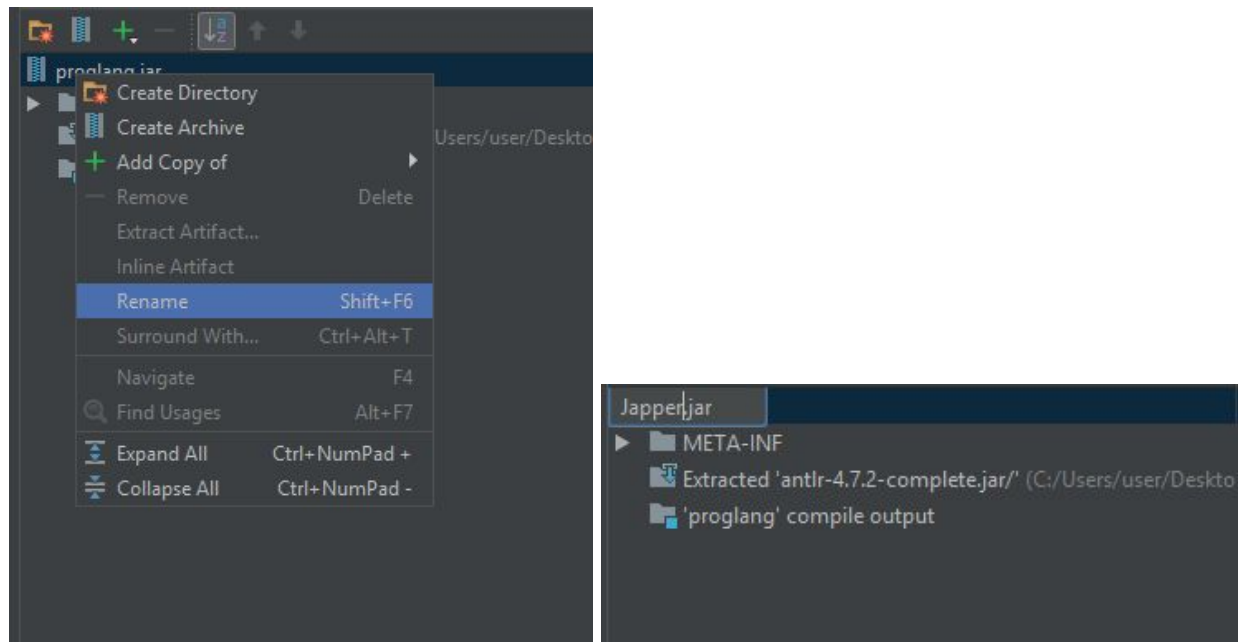 proglang.jar
Create Directory
Create Archive
Users/user/Deskto
Add Copy of
Remove Delete
Extract Artifact...
Inline Artifact
Rename Shift+F6
Surround With... Ctrl+Alt+T
Navigate F4
Find Usages Alt+F7
Expand All Ctrl+NumPad +
Collapse All Ctrl+NumPad -
Japper.jar
META-INF
Extracted 'antlr-4.7.2-complete.jar/' (C:/Users/user/Deskto
'proglang' compile output